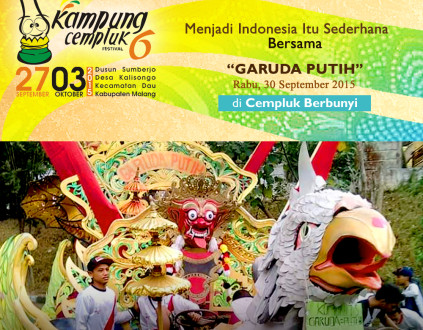 Kampung
cempluk 6
FESTIVAL
27 03 2015
SEPTEMBER OKTOBER
Dusun Sumberjo
Desa Kalisongo
Kecamatan Dau
Kabupaten Malang
Menjadi Indonesia Itu Sederhana
Bersama
“GARUDA PUTIH”
Rabu, 30 September 2015
di Cempluk Berbunyi
GARUDA PUTIH